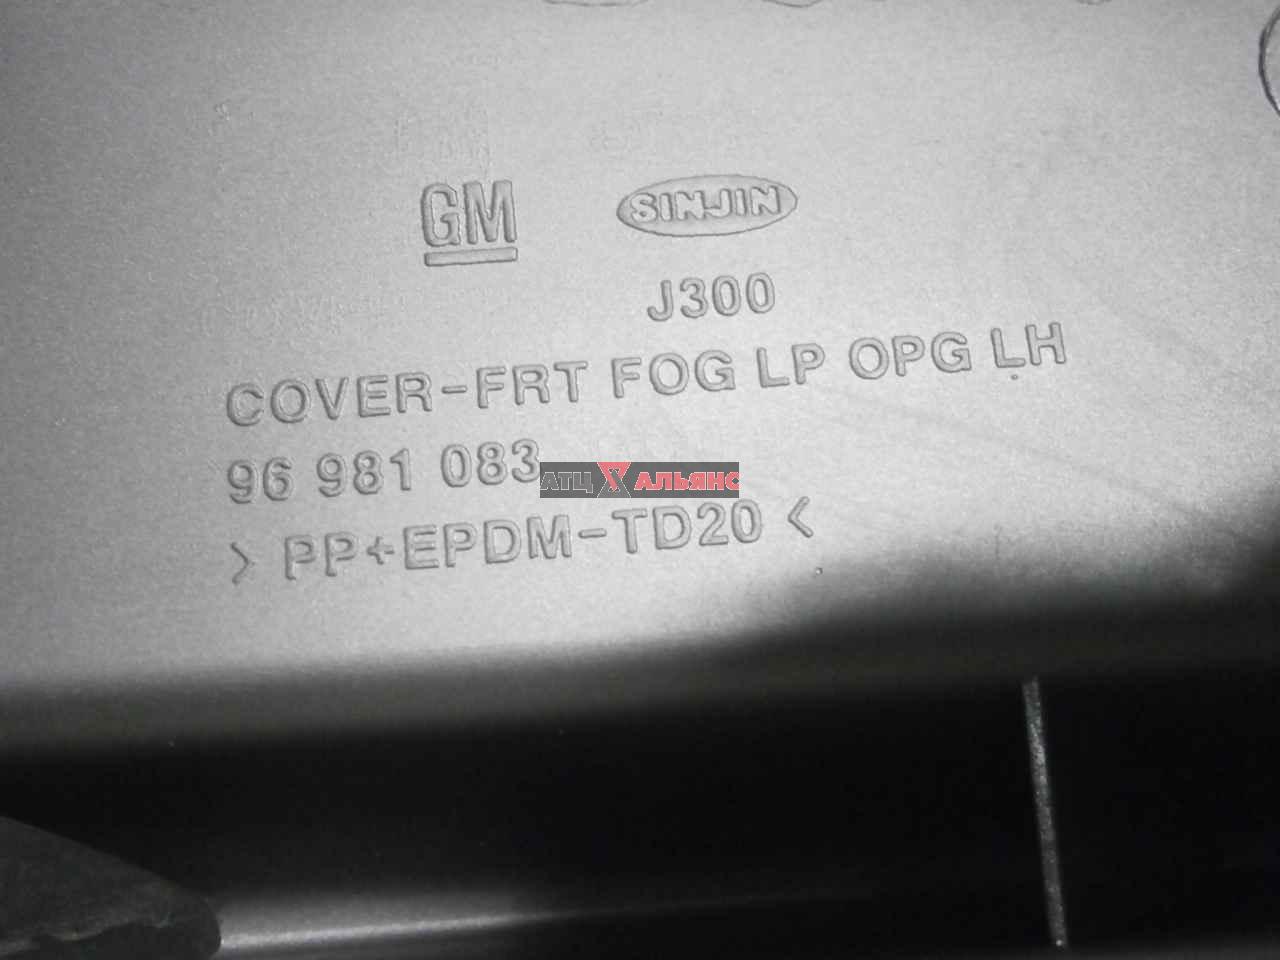 GM SINJIN
J300
COVER-FRT FOG LP OPG LH
96 981 083
АТЦ АЛЬЯНС
> PP+EPDM-TD20 <